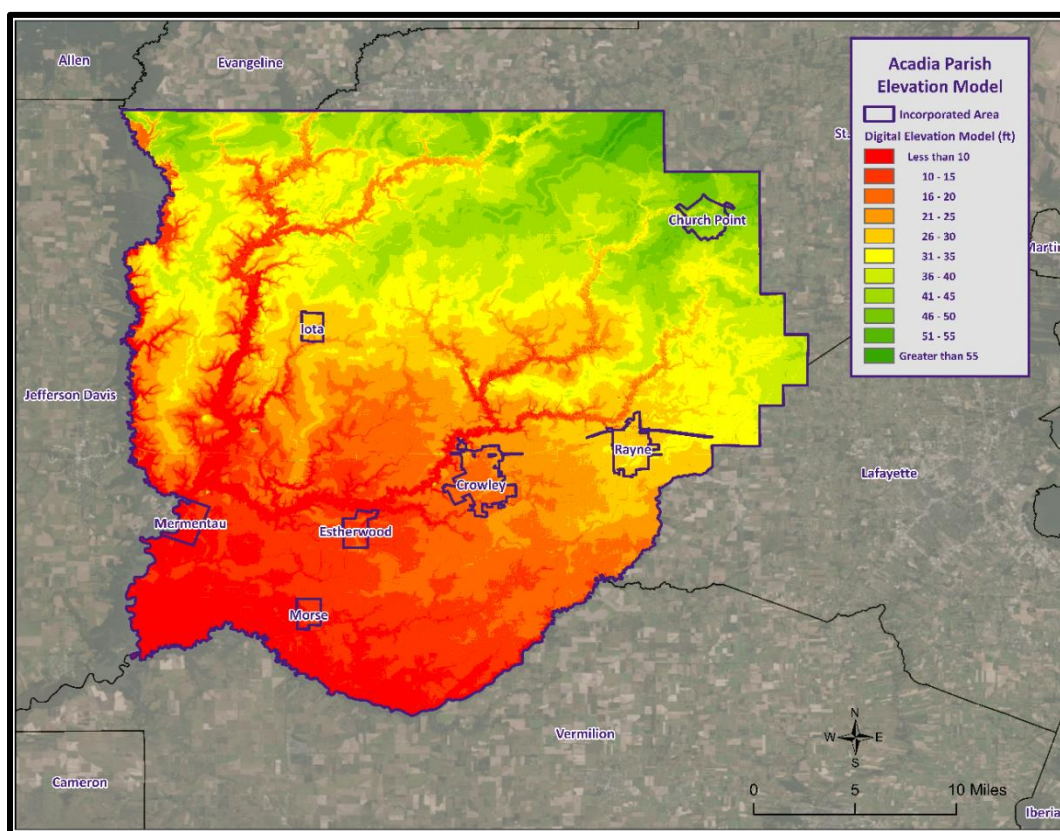 Allen
Evangeline
Acadia Parish
Elevation Model
Incorporated Area
Digital Elevation Model (ft)
Less than 10
10 - 15
16 - 20
21 - 25
26 - 30
31 - 35
36 - 40
41 - 45
46 - 50
51 - 55
Greater than 55
St.
Church Point
Martin
Iota
Jefferson Davis
Rayne
Lafayette
Crowley
Mermentau
Estherwood
Morse
Vermilion
Cameron
N
W
E
S
0
5
10 Miles
Iberia